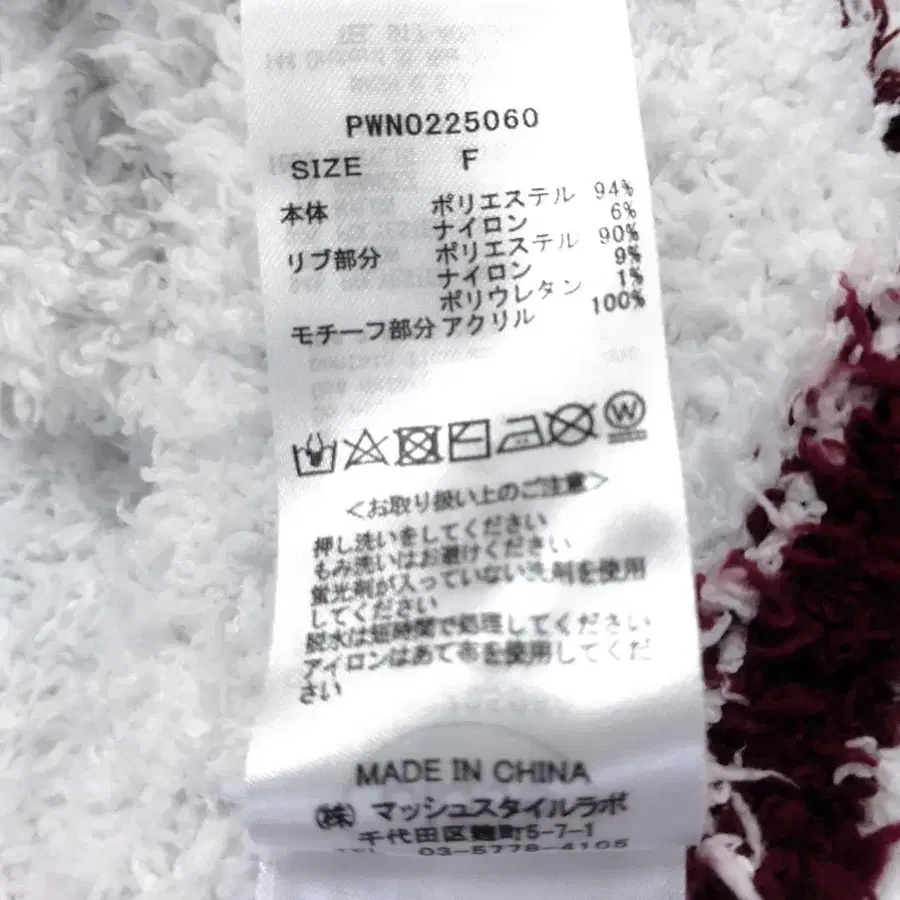 PWNO225060
SIZE F
本体 ポリエステル 94%
ナイロン 6%
リブ部分 ポリエステル 90%
ナイロン 9%
ポリウレタン 1%
モチーフ部分 アクリル 100%
W
<お取り扱い上のご注意>
押し洗いをしてください
もみ洗いはお避けください
蛍光剤が入っていない洗剤を使用
してください
脱水は短時間で処理してください
アイロンはあて布を使用してくだ
さい
MADE IN CHINA
(株) マッシュスタイルラボ
千代田区麹町5-7-1
TEL 03-5778-4105